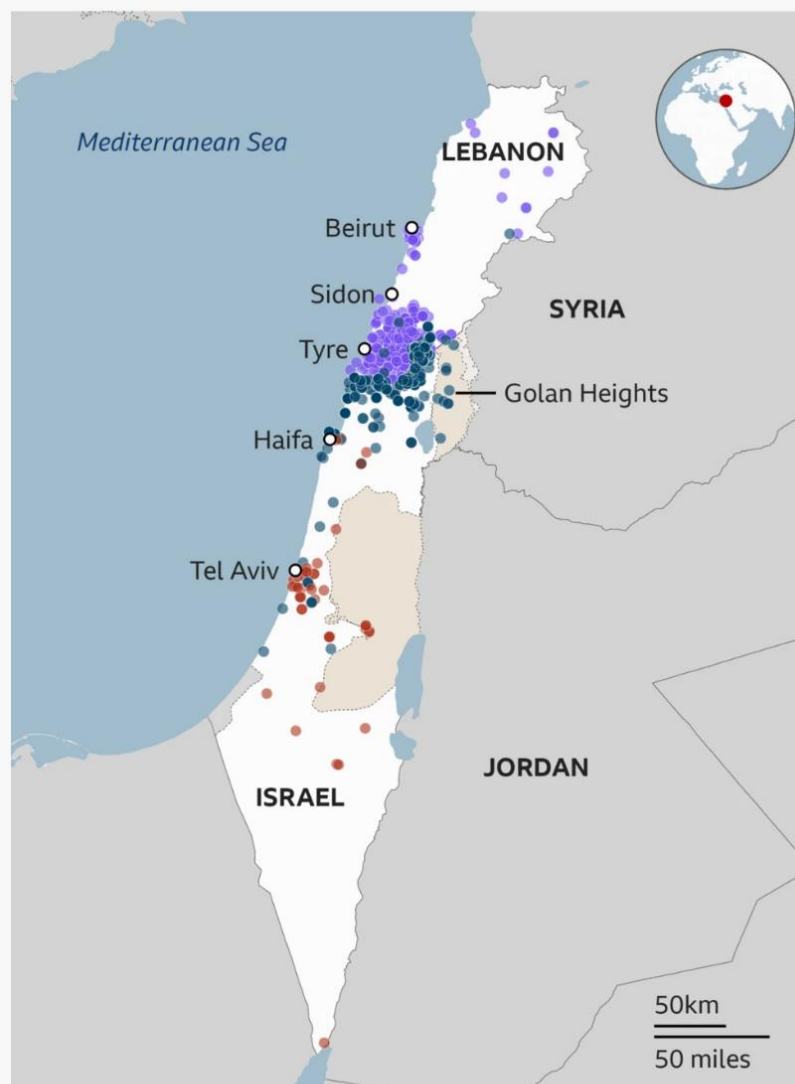 Mediterranean Sea
LEBANON
Beirut
Sidon
SYRIA
Tyre
Golan Heights
Haifa
Tel Aviv
JORDAN
ISRAEL
50km
50 miles